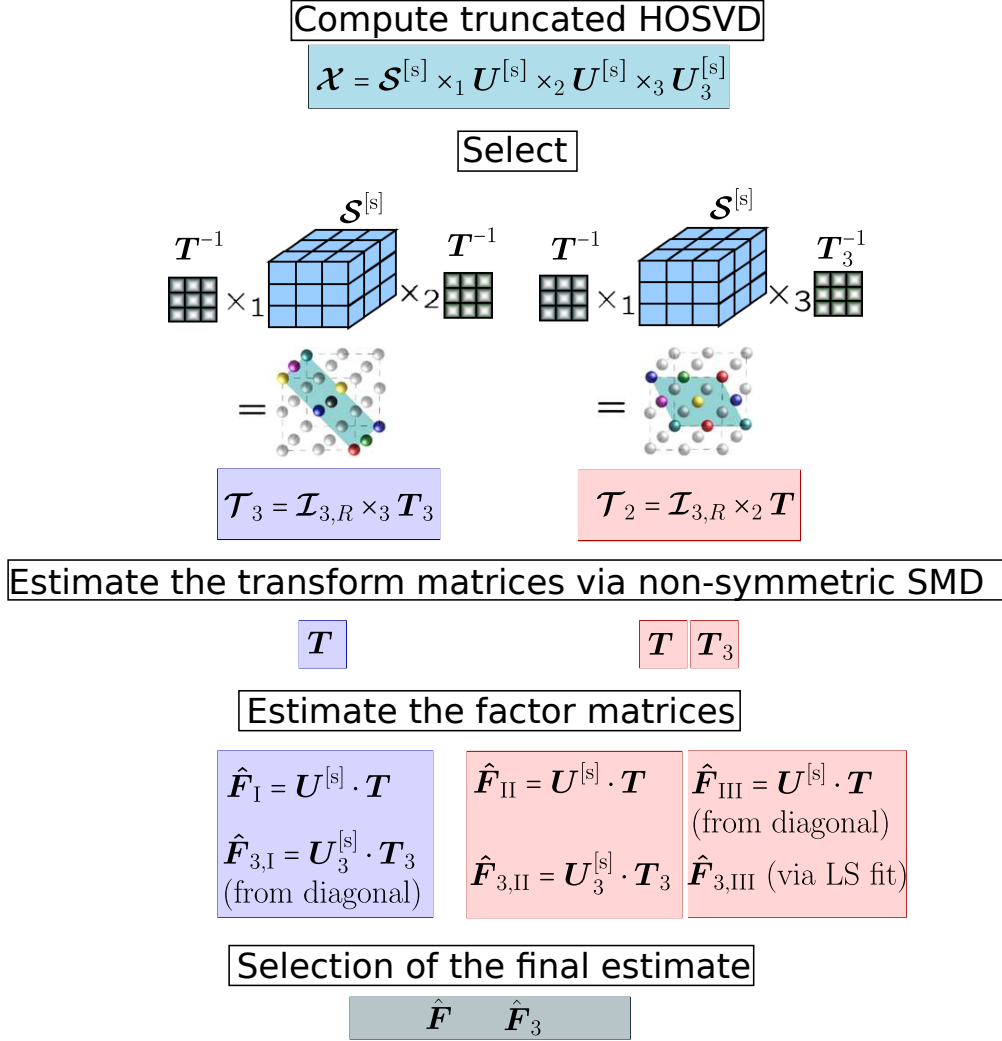 Compute truncated HOSVD
𝓧 = 𝓢^[s] ×₁ U^[s] ×₂ U^[s] ×₃ U₃^[s]
Select
𝓢^[s] 𝓢^[s]
T⁻¹ T⁻¹ T⁻¹ T₃⁻¹
×₁ ×₂ ×₁ ×₃
= =
𝓣₃ = 𝓘₃,R ×₃ T₃ 𝓣₂ = 𝓘₃,R ×₂ T
Estimate the transform matrices via non-symmetric SMD
T T T₃
Estimate the factor matrices
F̂_I = U^[s] · T
F̂_3,I = U₃^[s] · T₃
(from diagonal)
F̂_II = U^[s] · T
F̂_3,II = U₃^[s] · T₃
F̂_III = U^[s] · T
(from diagonal)
F̂_3,III (via LS fit)
Selection of the final estimate
F̂ F̂₃